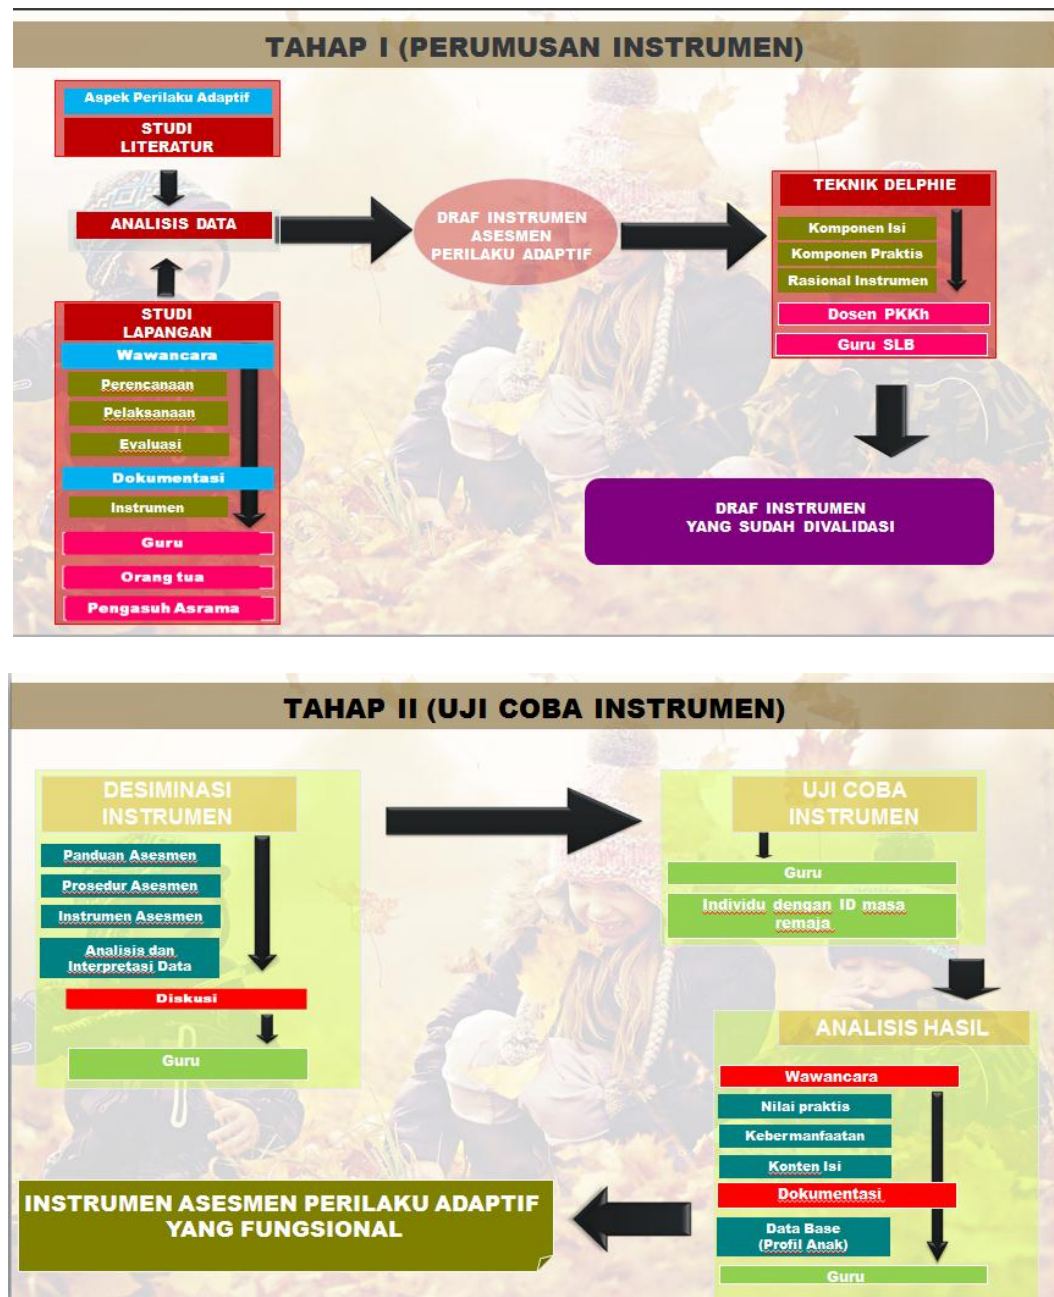 TAHAP I (PERUMUSAN INSTRUMEN)
Aspek Perilaku Adaptif
STUDI
LITERATUR
ANALISIS DATA
STUDI
LAPANGAN
Wawancara
Perencanaan
Pelaksanaan
Evaluasi
Dokumentasi
Instrumen
Guru
Orang tua
Pengasuh Asrama
DRAF INSTRUMEN
ASESMEN
PERILAKU ADAPTIF
TEKNIK DELPHIE
Komponen Isi
Komponen Praktis
Rasional Instrumen
Dosen PKKh
Guru SLB
DRAF INSTRUMEN
YANG SUDAH DIVALIDASI
TAHAP II (UJI COBA INSTRUMEN)
DESIMINASI
INSTRUMEN
Panduan Asesmen
Prosedur Asesmen
Instrumen Asesmen
Analisis dan
Interpretasi Data
Diskusi
Guru
UJI COBA
INSTRUMEN
Guru
Individu dengan ID masa
remaja
ANALISIS HASIL
Wawancara
Nilai praktis
Kebermanfaatan
Konten Isi
Dokumentasi
Data Base
(Profil Anak)
Guru
INSTRUMEN ASESMEN PERILAKU ADAPTIF
YANG FUNGSIONAL